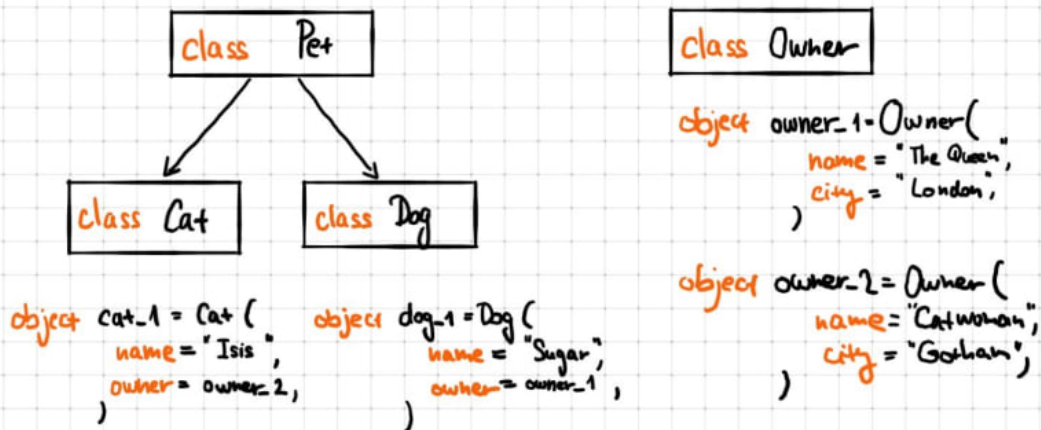 class Pet
class Cat
class Dog
object cat_1 = Cat (
name = "Isis",
owner = owner_2,
)
object dog_1 = Dog (
name = "Sugar",
owner = owner_1,
)
class Owner
object owner_1 = Owner(
name = "The Queen",
city = "London",
)
object owner_2 = Owner (
name = "Catwoman",
city = "Gotham",
)